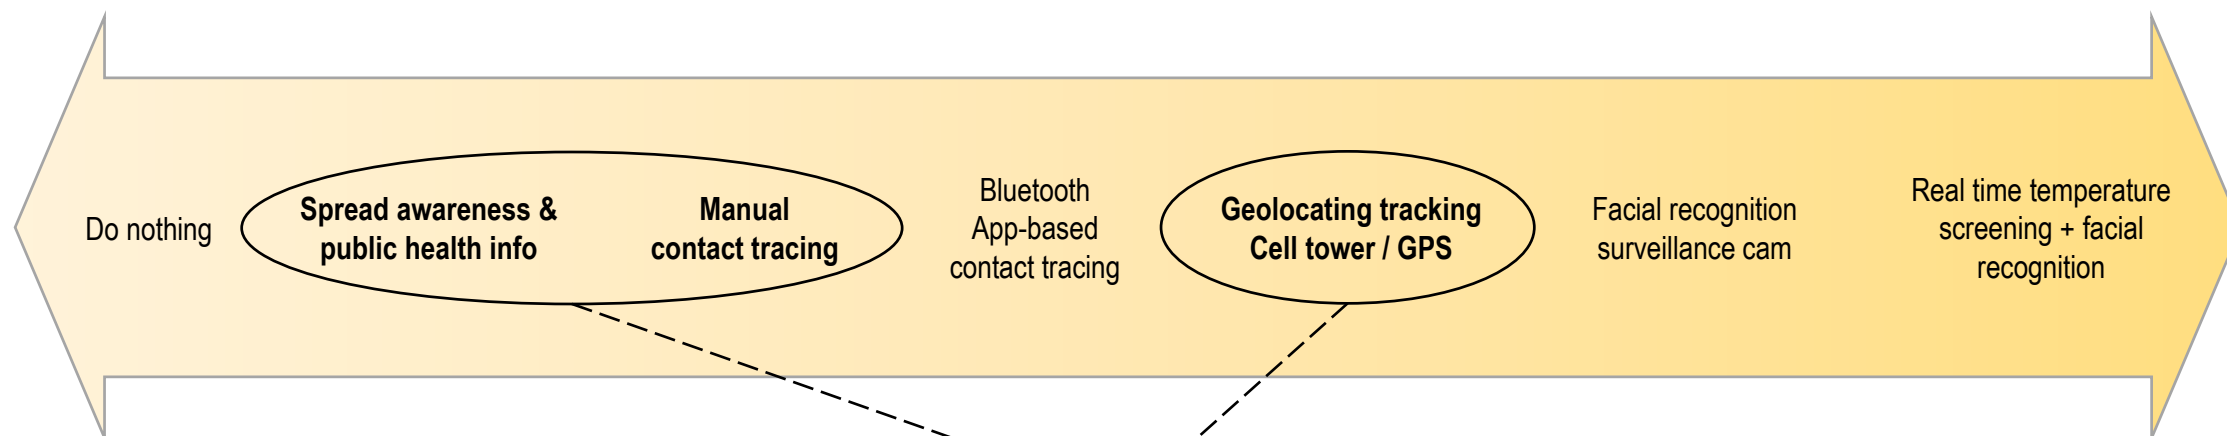 Do nothing
Spread awareness &
public health info
Manual
contact tracing
Bluetooth
App-based
contact tracing
Geolocating tracking
Cell tower / GPS
Facial recognition
surveillance cam
Real time temperature
screening + facial
recognition